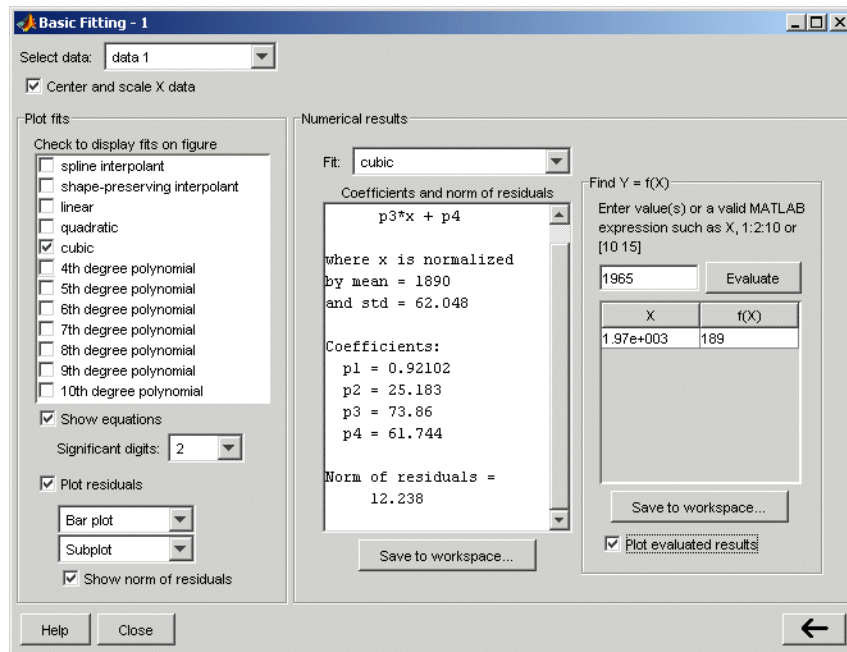 Basic Fitting - 1
Select data: data 1
Center and scale X data
Plot fits
Check to display fits on figure
spline interpolant
shape-preserving interpolant
linear
quadratic
cubic
4th degree polynomial
5th degree polynomial
6th degree polynomial
7th degree polynomial
8th degree polynomial
9th degree polynomial
10th degree polynomial
Show equations
Significant digits: 2
Plot residuals
Bar plot
Subplot
Show norm of residuals
Numerical results
Fit: cubic
Coefficients and norm of residuals
p3*x + p4
where x is normalized
by mean = 1890
and std = 62.048
Coefficients:
p1 = 0.92102
p2 = 25.183
p3 = 73.86
p4 = 61.744
Norm of residuals =
12.238
Save to workspace...
Find Y = f(X)
Enter value(s) or a valid MATLAB
expression such as X, 1:2:10 or
[10 15]
1965 Evaluate
X f(X)
1.97e+003 189
Save to workspace...
Plot evaluated results
Help Close